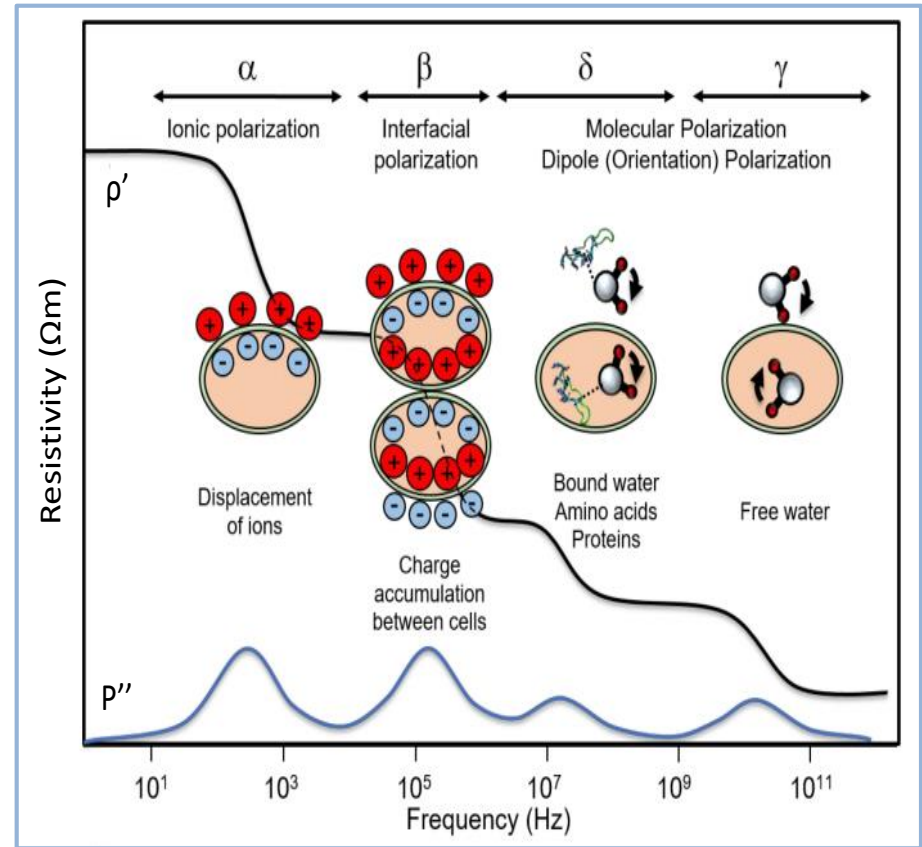 α
β
δ
γ
Ionic polarization
Interfacial
polarization
Molecular Polarization
Dipole (Orientation) Polarization
ρ′
Resistivity (Ωm)
+ + + +
- - - -
+ + + +
- - - -
+ + + +
- - - -
+ + + +
- - - -
Displacement
of ions
Charge
accumulation
between cells
Bound water
Amino acids
Proteins
Free water
P′′
10¹ 10³ 10⁵ 10⁷ 10⁹ 10¹¹
Frequency (Hz)